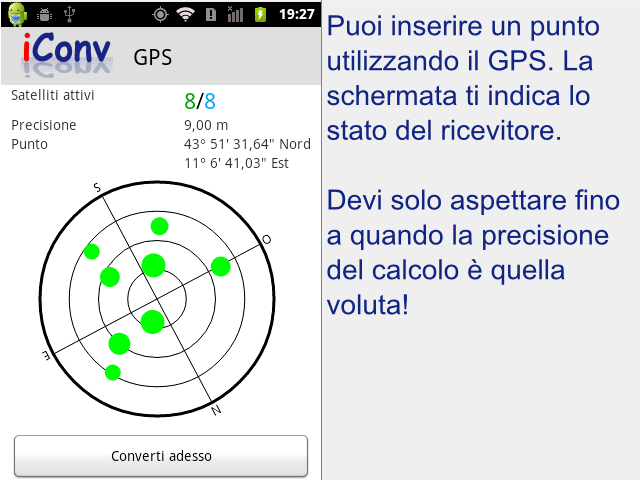 19:27
iConv
GPS
Satelliti attivi 8/8
Precisione 9,00 m
Punto 43° 51' 31,64" Nord
11° 6' 41,03" Est
S
O
E
N
Converti adesso
Puoi inserire un punto
utilizzando il GPS. La
schermata ti indica lo
stato del ricevitore.
Devi solo aspettare fino
a quando la precisione
del calcolo è quella
voluta!